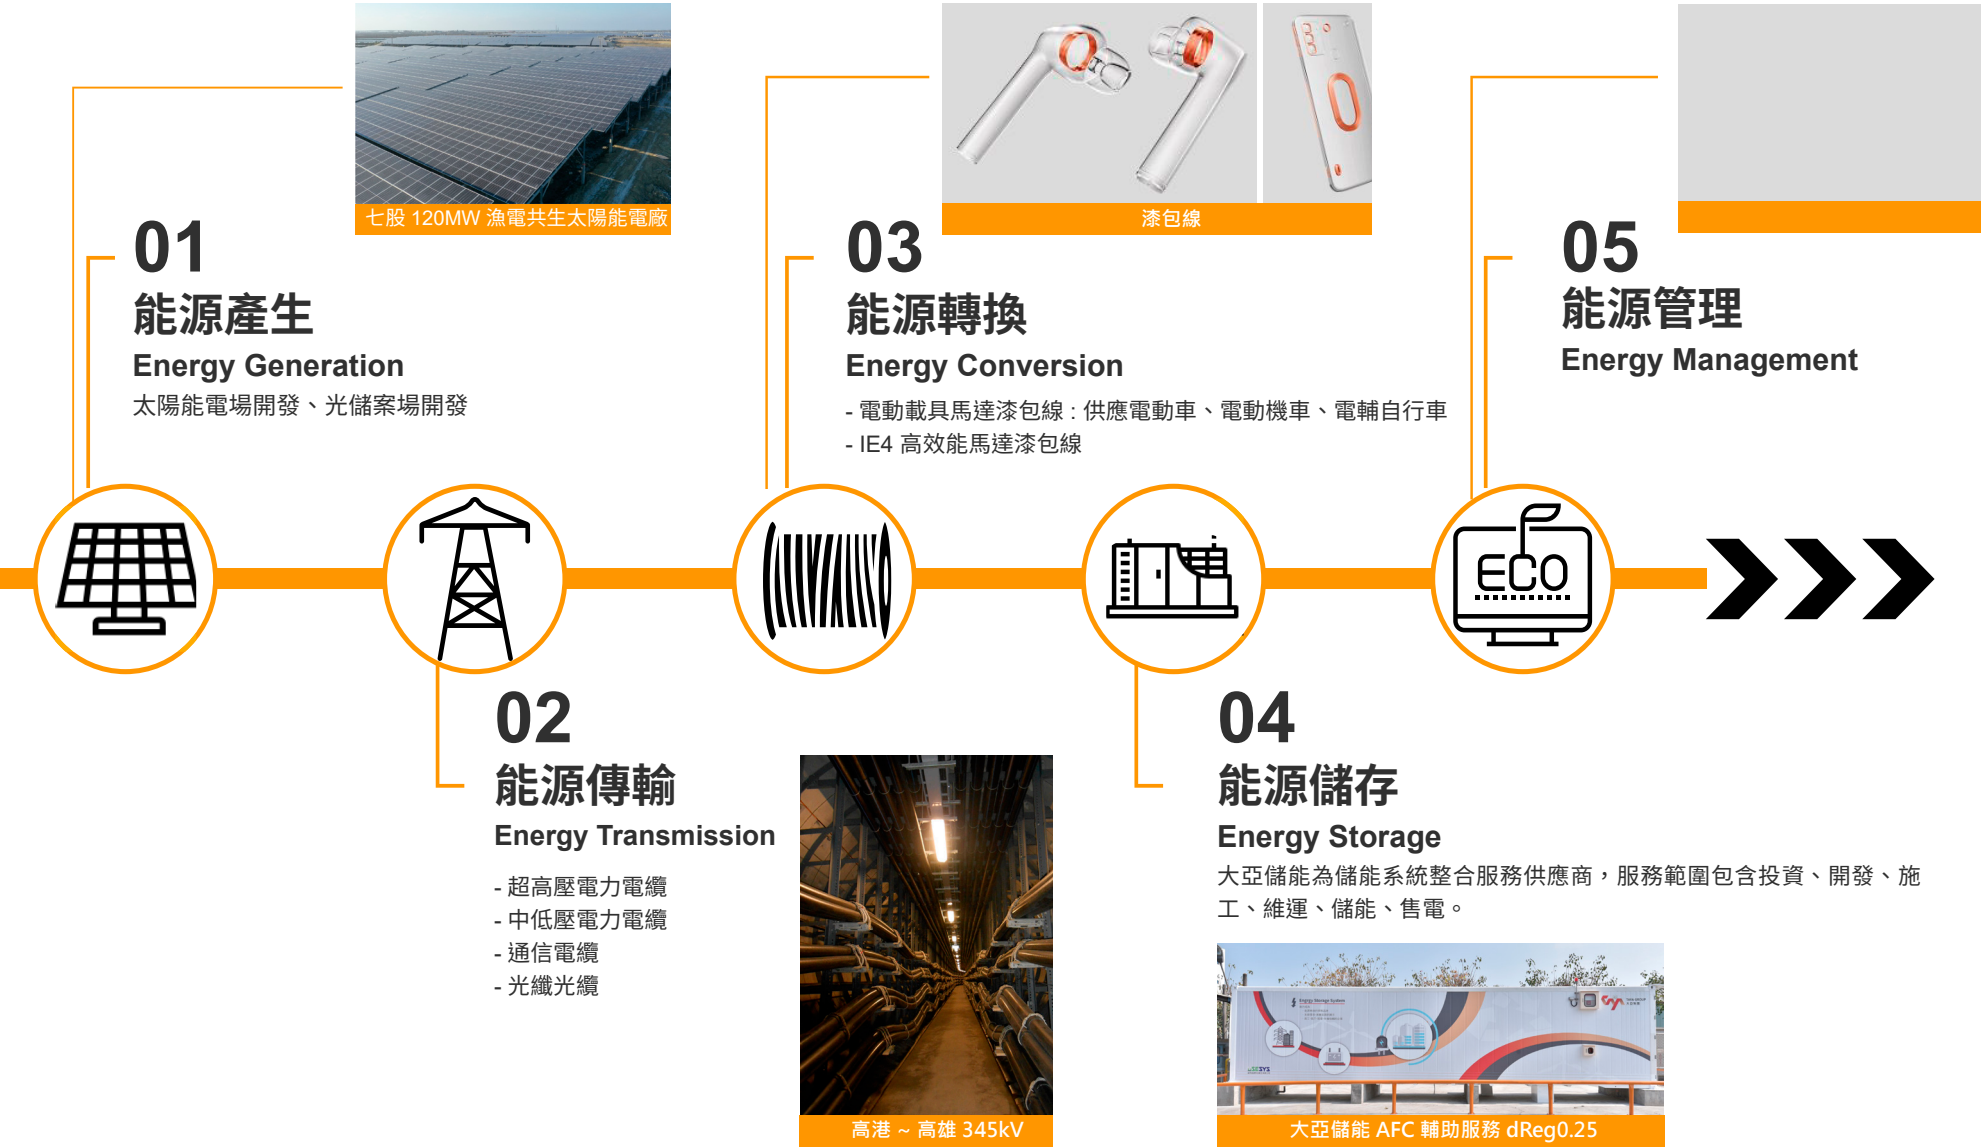 七股 120MW 漁電共生太陽能電廠
01
能源產生
Energy Generation
太陽能電場開發、光儲案場開發
漆包線
03
能源轉換
Energy Conversion
- 電動載具馬達漆包線 : 供應電動車、電動機車、電輔自行車
- IE4 高效能馬達漆包線
05
能源管理
Energy Management
ECO
02
能源傳輸
Energy Transmission
- 超高壓電力電纜
- 中低壓電力電纜
- 通信電纜
- 光纖光纜
高港 ~ 高雄 345kV
04
能源儲存
Energy Storage
大亞儲能為儲能系統整合服務供應商，服務範圍包含投資、開發、施
工、維運、儲能、售電。
Energy Storage System
大亞儲能 AFC 輔助服務 dReg0.25